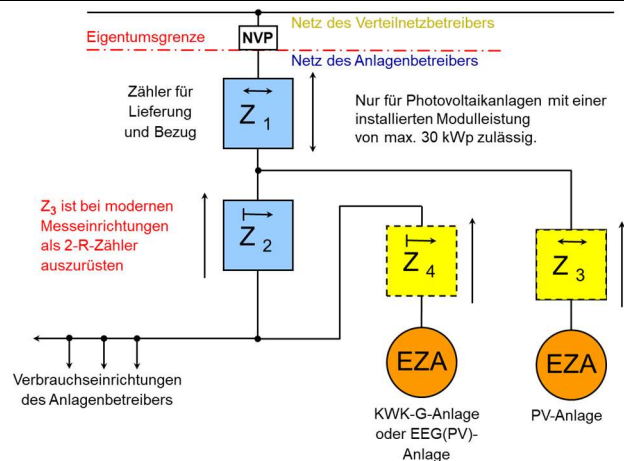 Netz des Verteilnetzbetreibers
Eigentumsgrenze
NVP
Netz des Anlagenbetreibers
Zähler für
Lieferung
und Bezug
Z 1
Nur für Photovoltaikanlagen mit einer
installierten Modulleistung
von max. 30 kWp zulässig.
Z3 ist bei modernen
Messeinrichtungen
als 2-R-Zähler
auszurüsten
Z 2
Z 4
Z 3
EZA
EZA
Verbrauchseinrichtungen
des Anlagenbetreibers
KWK-G-Anlage
oder EEG(PV)-
Anlage
PV-Anlage